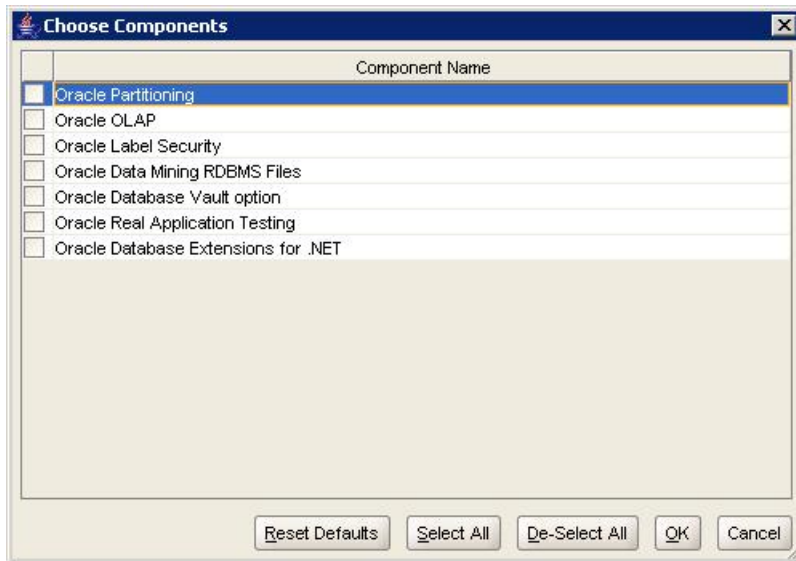 Choose Components
Component Name
Oracle Partitioning
Oracle OLAP
Oracle Label Security
Oracle Data Mining RDBMS Files
Oracle Database Vault option
Oracle Real Application Testing
Oracle Database Extensions for .NET
Reset Defaults Select All De-Select All OK Cancel